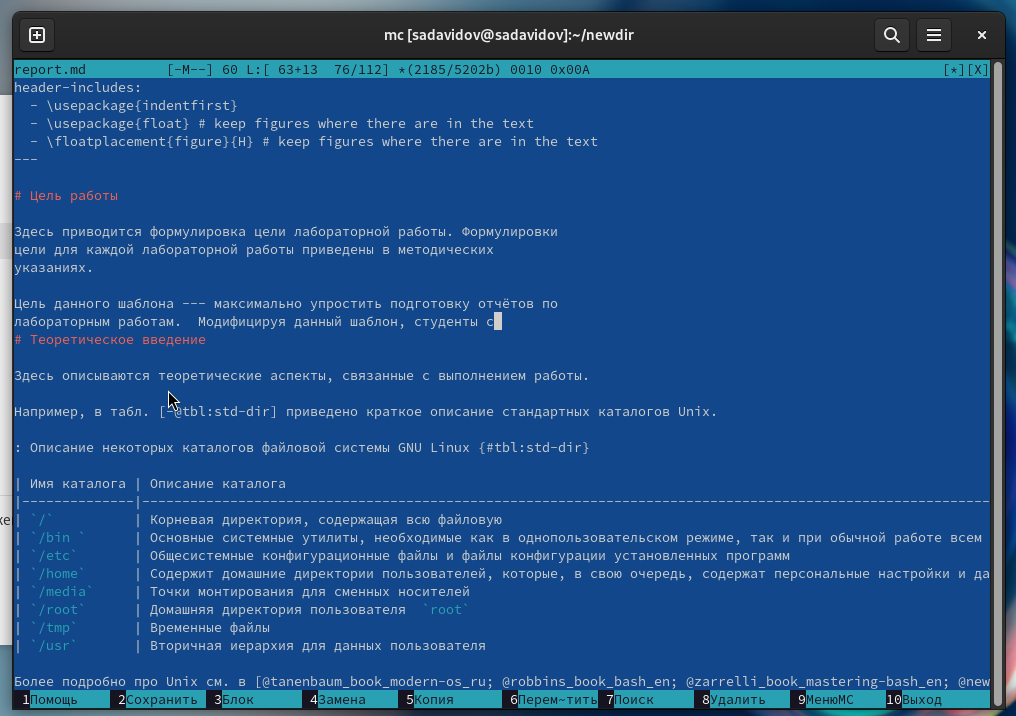 mc [sadavidov@sadavidov]:~/newdir
report.md [-M--] 60 L:[ 63+13 76/112] *(2185/5202b) 0010 0x00A [*][X]
header-includes:
- \usepackage{indentfirst}
- \usepackage{float} # keep figures where there are in the text
- \floatplacement{figure}{H} # keep figures where there are in the text
---
# Цель работы
Здесь приводится формулировка цели лабораторной работы. Формулировки
цели для каждой лабораторной работы приведены в методических
указаниях.
Цель данного шаблона --- максимально упростить подготовку отчётов по
лабораторным работам. Модифицируя данный шаблон, студенты с
# Теоретическое введение
Здесь описываются теоретические аспекты, связанные с выполнением работы.
Например, в табл. [-@tbl:std-dir] приведено краткое описание стандартных каталогов Unix.
: Описание некоторых каталогов файловой системы GNU Linux {#tbl:std-dir}
| Имя каталога | Описание каталога
|--------------|----------------------------------------------------------------------------------------------------------
| `/` | Корневая директория, содержащая всю файловую
| `/bin ` | Основные системные утилиты, необходимые как в однопользовательском режиме, так и при обычной работе всем
| `/etc` | Общесистемные конфигурационные файлы и файлы конфигурации установленных программ
| `/home` | Содержит домашние директории пользователей, которые, в свою очередь, содержат персональные настройки и да
| `/media` | Точки монтирования для сменных носителей
| `/root` | Домашняя директория пользователя `root`
| `/tmp` | Временные файлы
| `/usr` | Вторичная иерархия для данных пользователя
Более подробно про Unix см. в [@tanenbaum_book_modern-os_ru; @robbins_book_bash_en; @zarrelli_book_mastering-bash_en; @new
1Помощь 2Сохранить 3Блок 4Замена 5Копия 6Перем~тить 7Поиск 8Удалить 9МенюMC 10Выход